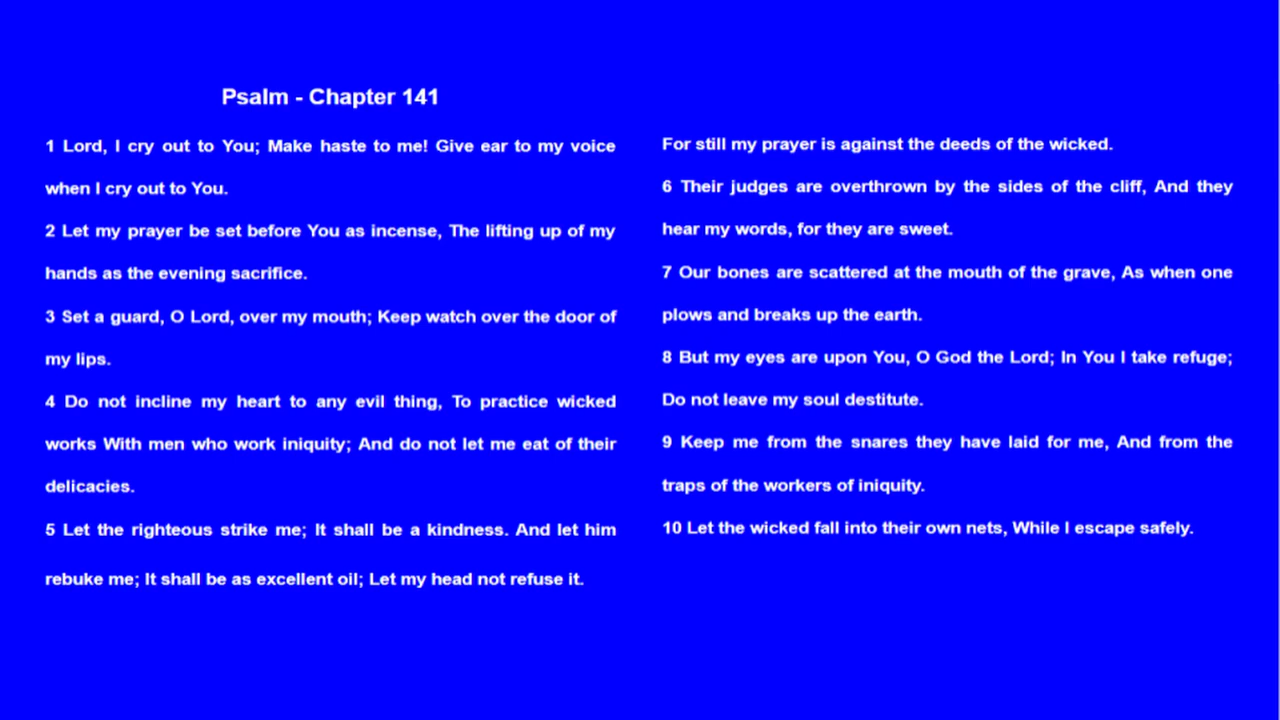 Psalm - Chapter 141
1 Lord, I cry out to You; Make haste to me! Give ear to my voice
when I cry out to You.
2 Let my prayer be set before You as incense, The lifting up of my
hands as the evening sacrifice.
3 Set a guard, O Lord, over my mouth; Keep watch over the door of
my lips.
4 Do not incline my heart to any evil thing, To practice wicked
works With men who work iniquity; And do not let me eat of their
delicacies.
5 Let the righteous strike me; It shall be a kindness. And let him
rebuke me; It shall be as excellent oil; Let my head not refuse it.
For still my prayer is against the deeds of the wicked.
6 Their judges are overthrown by the sides of the cliff, And they
hear my words, for they are sweet.
7 Our bones are scattered at the mouth of the grave, As when one
plows and breaks up the earth.
8 But my eyes are upon You, O God the Lord; In You I take refuge;
Do not leave my soul destitute.
9 Keep me from the snares they have laid for me, And from the
traps of the workers of iniquity.
10 Let the wicked fall into their own nets, While I escape safely.